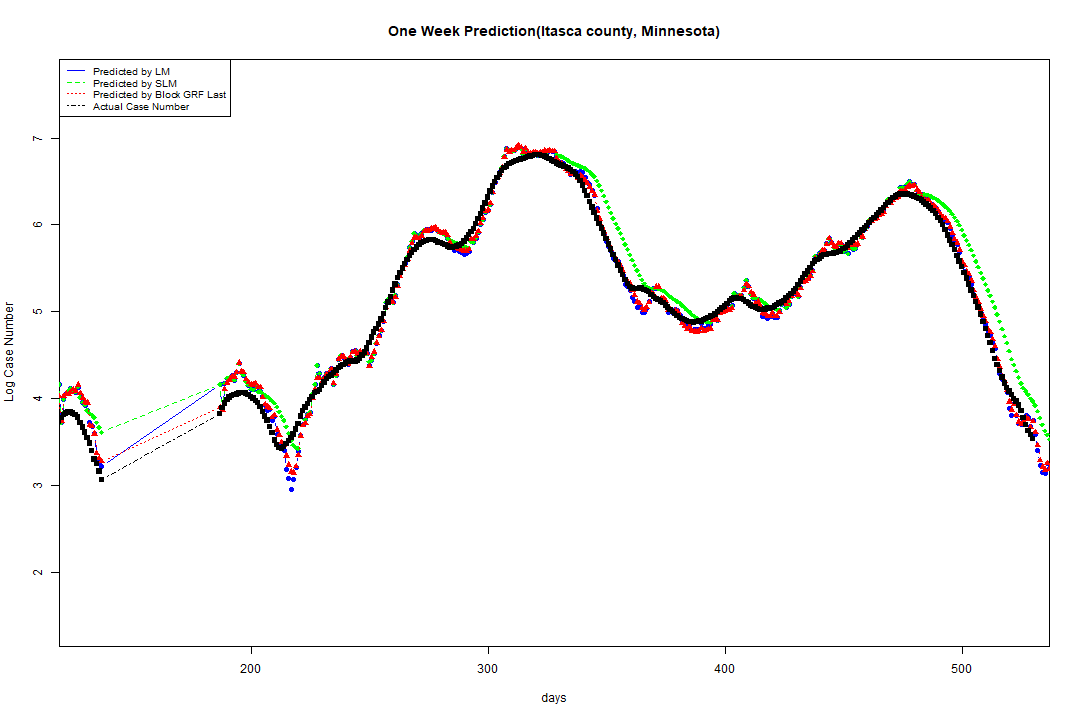 One Week Prediction(Itasca county, Minnesota)
Predicted by LM
Predicted by SLM
Predicted by Block GRF Last
Actual Case Number
7
6
5
4
3
2
Log Case Number
200 300 400 500
days